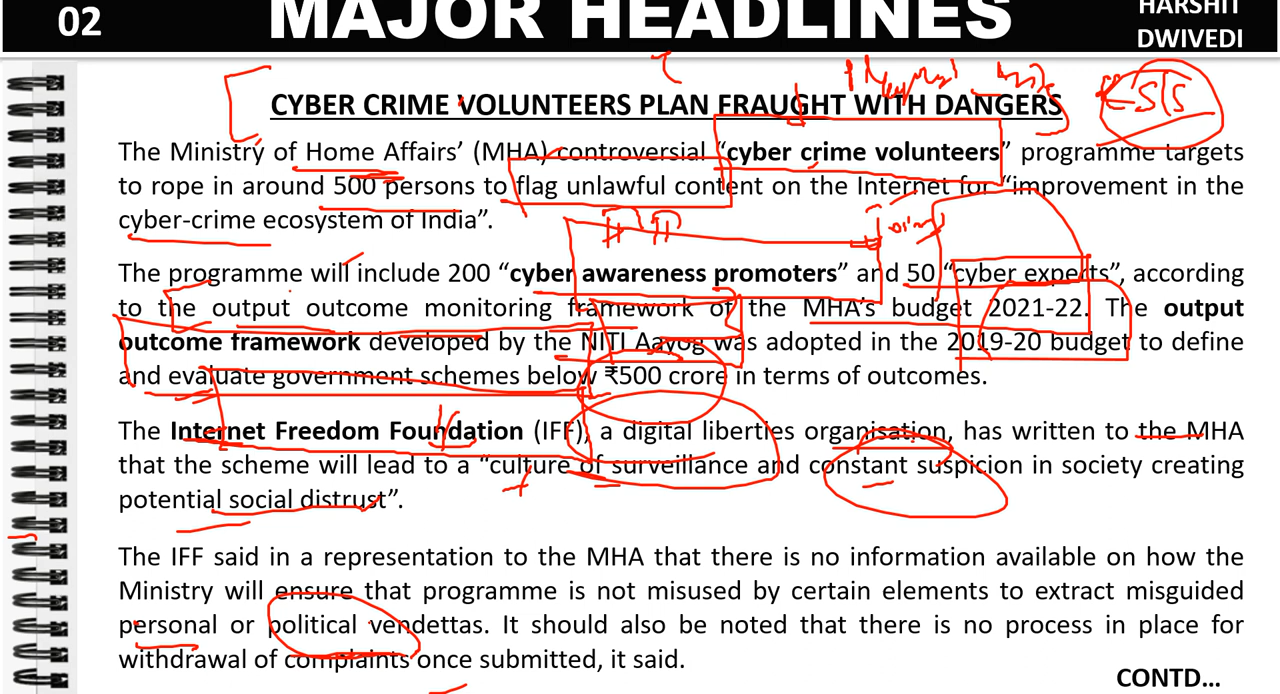 02
MAJOR HEADLINES
HARSHIT
DWIVEDI
CYBER CRIME VOLUNTEERS PLAN FRAUGHT WITH DANGERS
The Ministry of Home Affairs’ (MHA) controversial “cyber crime volunteers” programme targets
to rope in around 500 persons to flag unlawful content on the Internet for “improvement in the
cyber-crime ecosystem of India”.
The programme will include 200 “cyber awareness promoters” and 50 “cyber expects”, according
to the output outcome monitoring framework of the MHA’s budget 2021-22. The output
outcome framework developed by the NITI Aayog was adopted in the 2019-20 budget to define
and evaluate government schemes below ₹500 crore in terms of outcomes.
The Internet Freedom Foundation (IFF), a digital liberties organisation, has written to the MHA
that the scheme will lead to a “culture of surveillance and constant suspicion in society creating
potential social distrust”.
The IFF said in a representation to the MHA that there is no information available on how the
Ministry will ensure that programme is not misused by certain elements to extract misguided
personal or political vendettas. It should also be noted that there is no process in place for
withdrawal of complaints once submitted, it said.
CONTD...